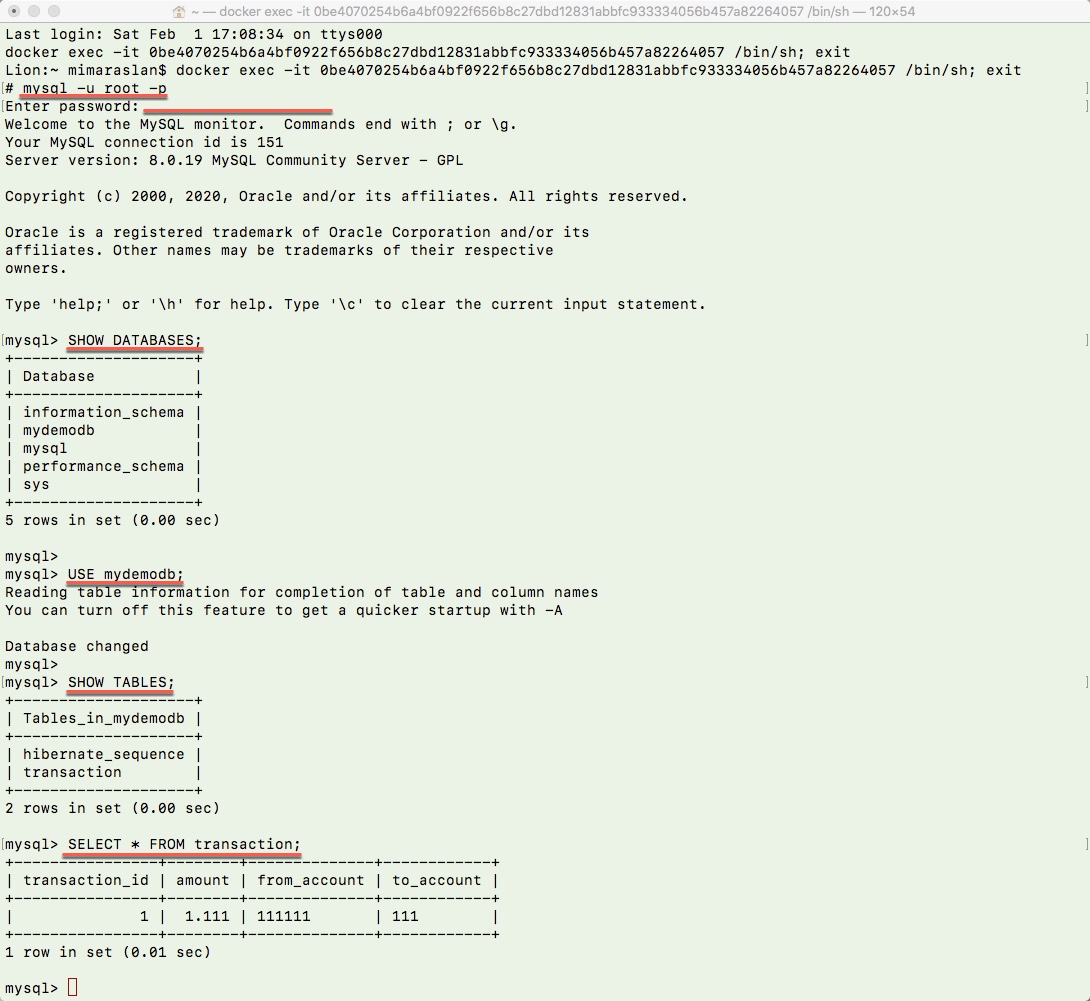 ~ — docker exec -it 0be4070254b6a4bf0922f656b8c27dbd12831abbfc933334056b457a82264057 /bin/sh — 120×54
Last login: Sat Feb  1 17:08:34 on ttys000
docker exec -it 0be4070254b6a4bf0922f656b8c27dbd12831abbfc933334056b457a82264057 /bin/sh; exit
Lion:~ mimaraslan$ docker exec -it 0be4070254b6a4bf0922f656b8c27dbd12831abbfc933334056b457a82264057 /bin/sh; exit
# mysql -u root -p
Enter password:
Welcome to the MySQL monitor.  Commands end with ; or \g.
Your MySQL connection id is 151
Server version: 8.0.19 MySQL Community Server - GPL
Copyright (c) 2000, 2020, Oracle and/or its affiliates. All rights reserved.
Oracle is a registered trademark of Oracle Corporation and/or its
affiliates. Other names may be trademarks of their respective
owners.
Type 'help;' or '\h' for help. Type '\c' to clear the current input statement.
mysql> SHOW DATABASES;
+--------------------+
| Database           |
+--------------------+
| information_schema |
| mydemodb           |
| mysql              |
| performance_schema |
| sys                |
+--------------------+
5 rows in set (0.00 sec)
mysql>
mysql> USE mydemodb;
Reading table information for completion of table and column names
You can turn off this feature to get a quicker startup with -A
Database changed
mysql>
mysql> SHOW TABLES;
+--------------------+
| Tables_in_mydemodb |
+--------------------+
| hibernate_sequence |
| transaction        |
+--------------------+
2 rows in set (0.00 sec)
mysql> SELECT * FROM transaction;
+----------------+--------+--------------+------------+
| transaction_id | amount | from_account | to_account |
+----------------+--------+--------------+------------+
|              1 |  1.111 | 111111       | 111        |
+----------------+--------+--------------+------------+
1 row in set (0.01 sec)
mysql>